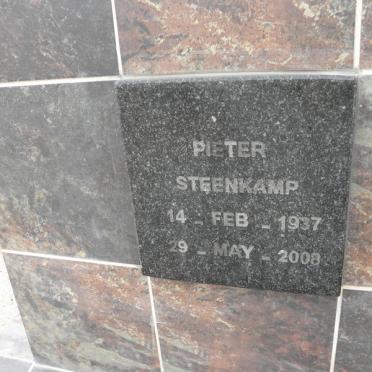 PIETER
STEENKAMP
14 - FEB - 1937
29 - MAY - 2008